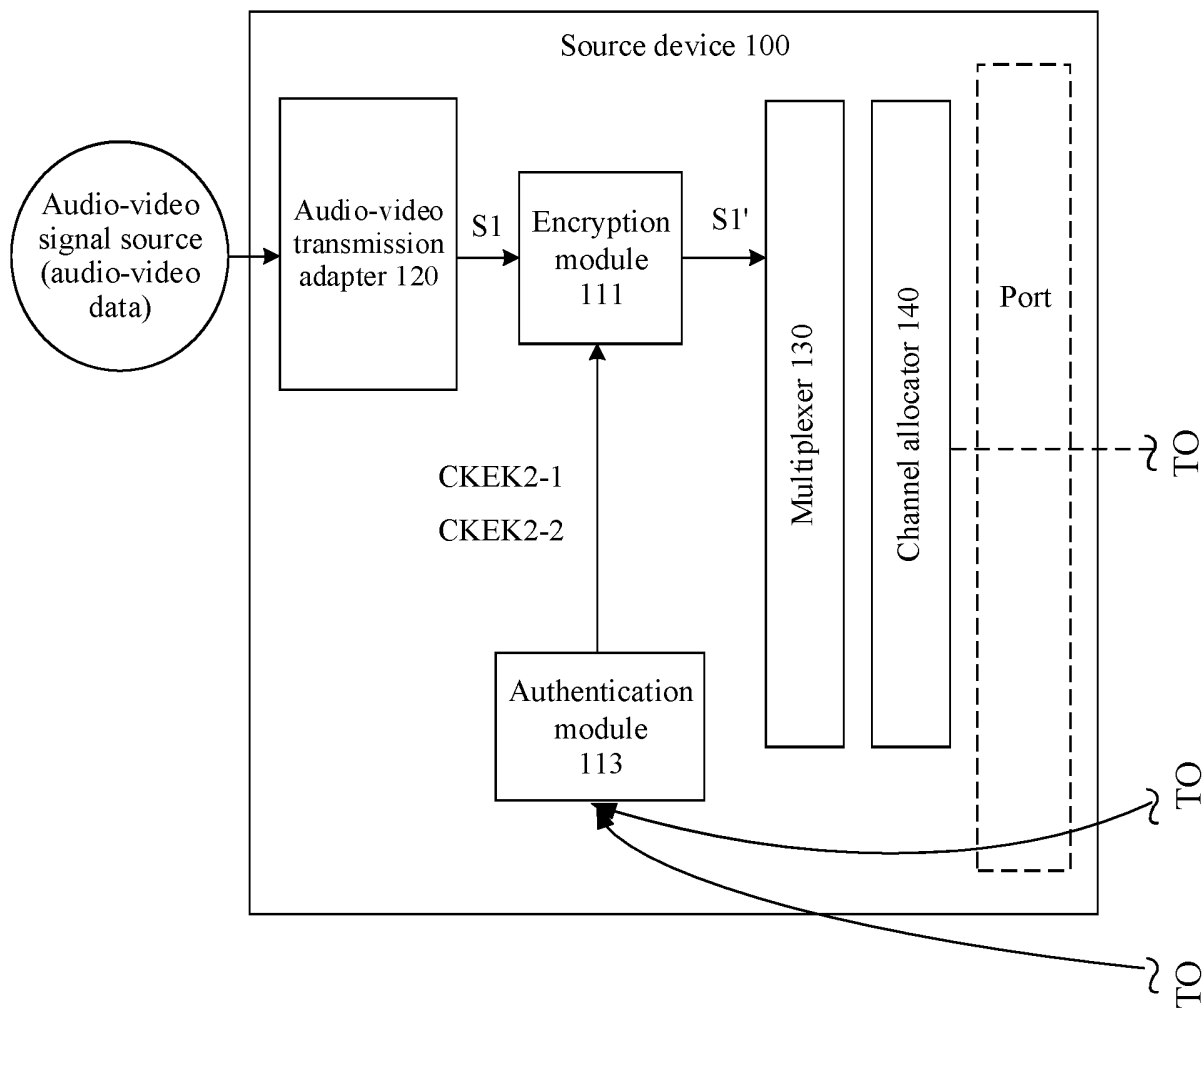 Source device 100
Audio-video
signal source
(audio-video
data)
Audio-video
transmission
adapter 120
S1
Encryption
module
111
S1'
Multiplexer 130
Channel allocator 140
Port
CKEK2-1
CKEK2-2
Authentication
module
113
TO
TO
TO